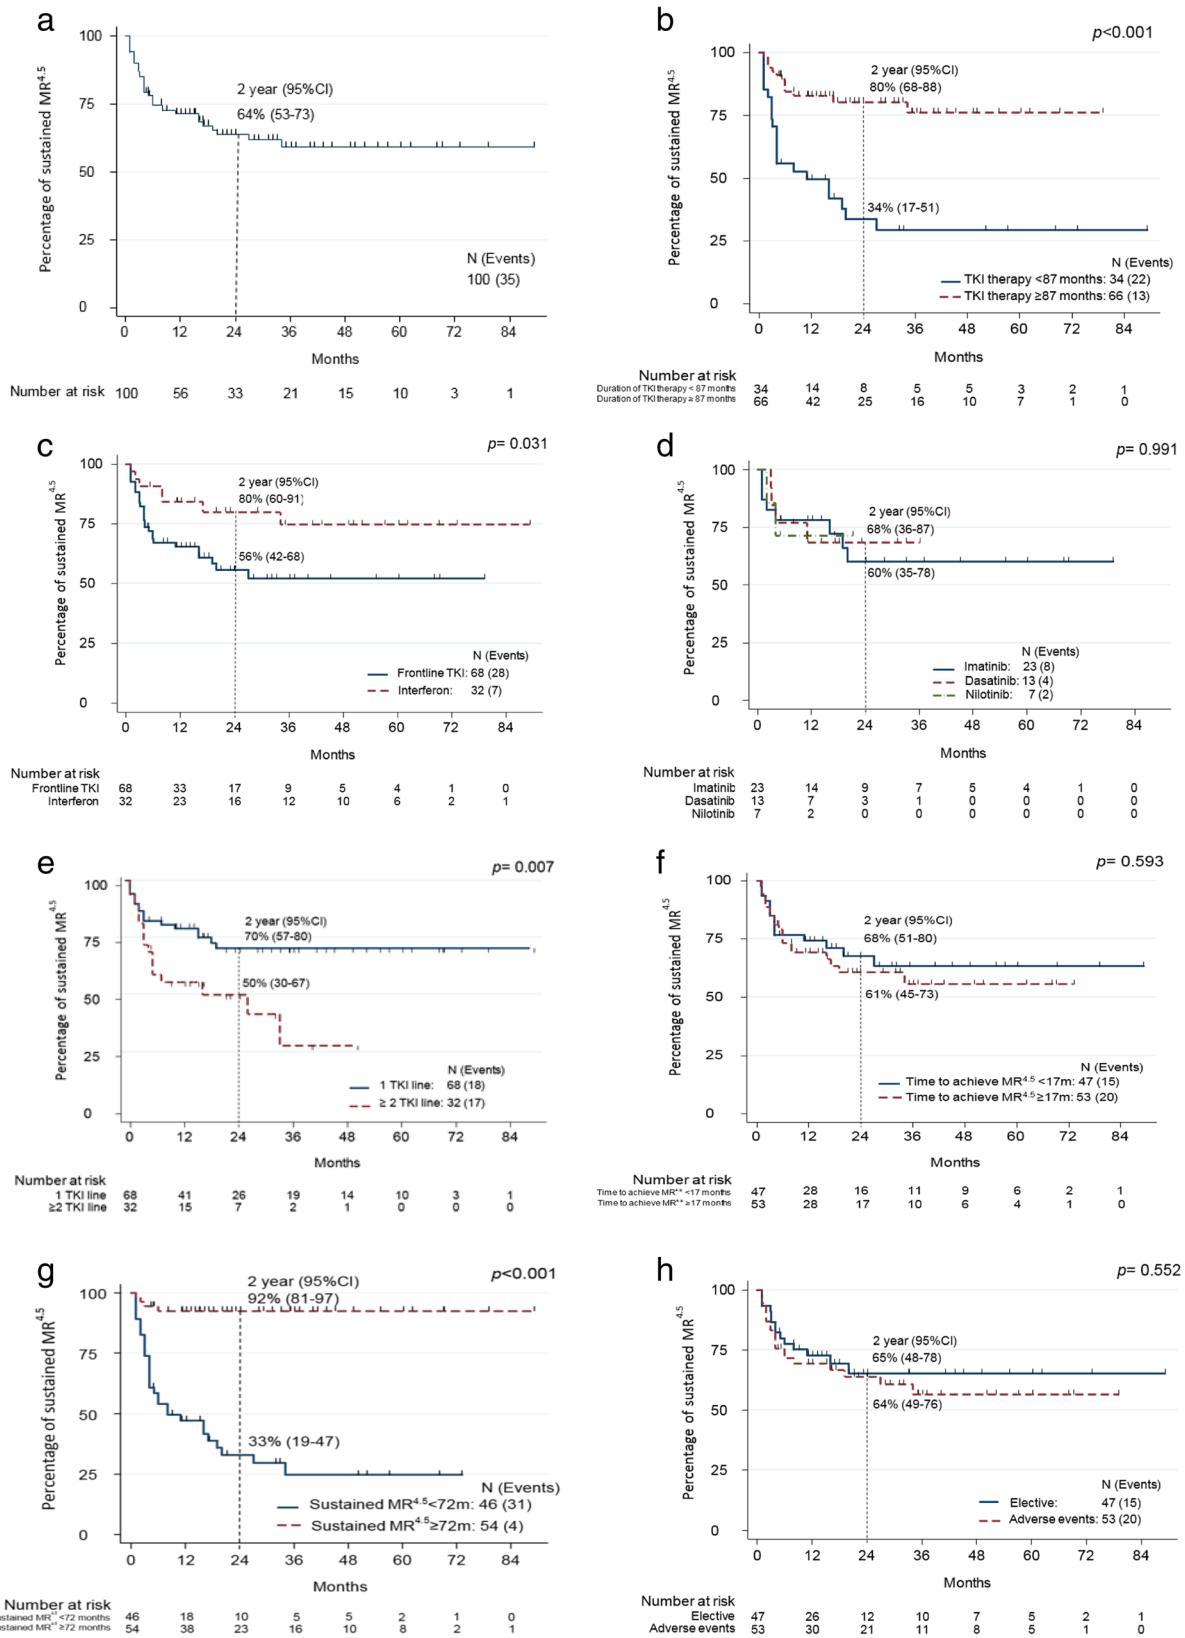 a
Percentage of sustained MR4.5
100
75
50
25
0
2 year (95%CI)
64% (53-73)
N (Events)
100 (35)
0 12 24 36 48 60 72 84
Months
Number at risk 100 56 33 21 15 10 3 1
b
p<0.001
Percentage of sustained MR4.5
100
75
50
25
0
2 year (95%CI)
80% (68-88)
34% (17-51)
N (Events)
TKI therapy <87 months: 34 (22)
TKI therapy ≥87 months: 66 (13)
0 12 24 36 48 60 72 84
Months
Number at risk
Duration of TKI therapy < 87 months 34 14 8 5 5 3 2 1
Duration of TKI therapy ≥ 87 months 66 42 25 16 10 7 1 0
c
p= 0.031
Percentage of sustained MR4.5
100
75
50
25
0
2 year (95%CI)
80% (60-91)
56% (42-68)
N (Events)
Frontline TKI: 68 (28)
Interferon: 32 (7)
0 12 24 36 48 60 72 84
Months
Number at risk
Frontline TKI 68 33 17 9 5 4 1 0
Interferon 32 23 16 12 10 6 2 1
d
p= 0.991
Percentage of sustained MR4.5
100
75
50
25
0
2 year (95%CI)
68% (36-87)
60% (35-78)
N (Events)
Imatinib: 23 (8)
Dasatinib: 13 (4)
Nilotinib: 7 (2)
0 12 24 36 48 60 72 84
Months
Number at risk
Imatinib 23 14 9 7 5 4 1 0
Dasatinib 13 7 3 1 0 0 0 0
Nilotinib 7 2 0 0 0 0 0 0
e
p= 0.007
Percentage of sustained MR4.5
100
75
50
25
0
2 year (95%CI)
70% (57-80)
50% (30-67)
N (Events)
1 TKI line: 68 (18)
≥ 2 TKI line: 32 (17)
0 12 24 36 48 60 72 84
Months
Number at risk
1 TKI line 68 41 26 19 14 10 3 1
≥2 TKI line 32 15 7 2 1 0 0 0
f
p= 0.593
Percentage of sustained MR4.5
100
75
50
25
0
2 year (95%CI)
68% (51-80)
61% (45-73)
N (Events)
Time to achieve MR4.5 <17m: 47 (15)
Time to achieve MR4.5 ≥17m: 53 (20)
0 12 24 36 48 60 72 84
Months
Number at risk
Time to achieve MR <17 months 47 28 16 11 9 6 2 1
Time to achieve MR ≥17 months 53 28 17 10 6 4 1 0
g
p<0.001
Percentage of sustained MR4.5
100
75
50
25
0
2 year (95%CI)
92% (81-97)
33% (19-47)
N (Events)
Sustained MR4.5<72m: 46 (31)
Sustained MR4.5≥72m: 54 (4)
0 12 24 36 48 60 72 84
Months
Number at risk
ustained MR4.5 <72 months 46 18 10 5 5 2 1 0
ustained MR4.5 ≥72 months 54 38 23 16 10 8 2 1
h
p= 0.552
Percentage of sustained MR4.5
100
75
50
25
0
2 year (95%CI)
65% (48-78)
64% (49-76)
N (Events)
Elective: 47 (15)
Adverse events: 53 (20)
0 12 24 36 48 60 72 84
Months
Number at risk
Elective 47 26 12 10 7 5 2 1
Adverse events 53 30 21 11 8 5 1 0